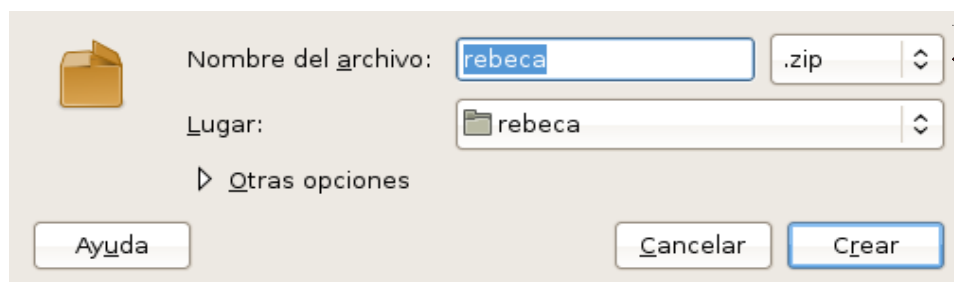 Nombre del archivo: rebeca .zip
Lugar: rebeca
Otras opciones
Ayuda Cancelar Crear